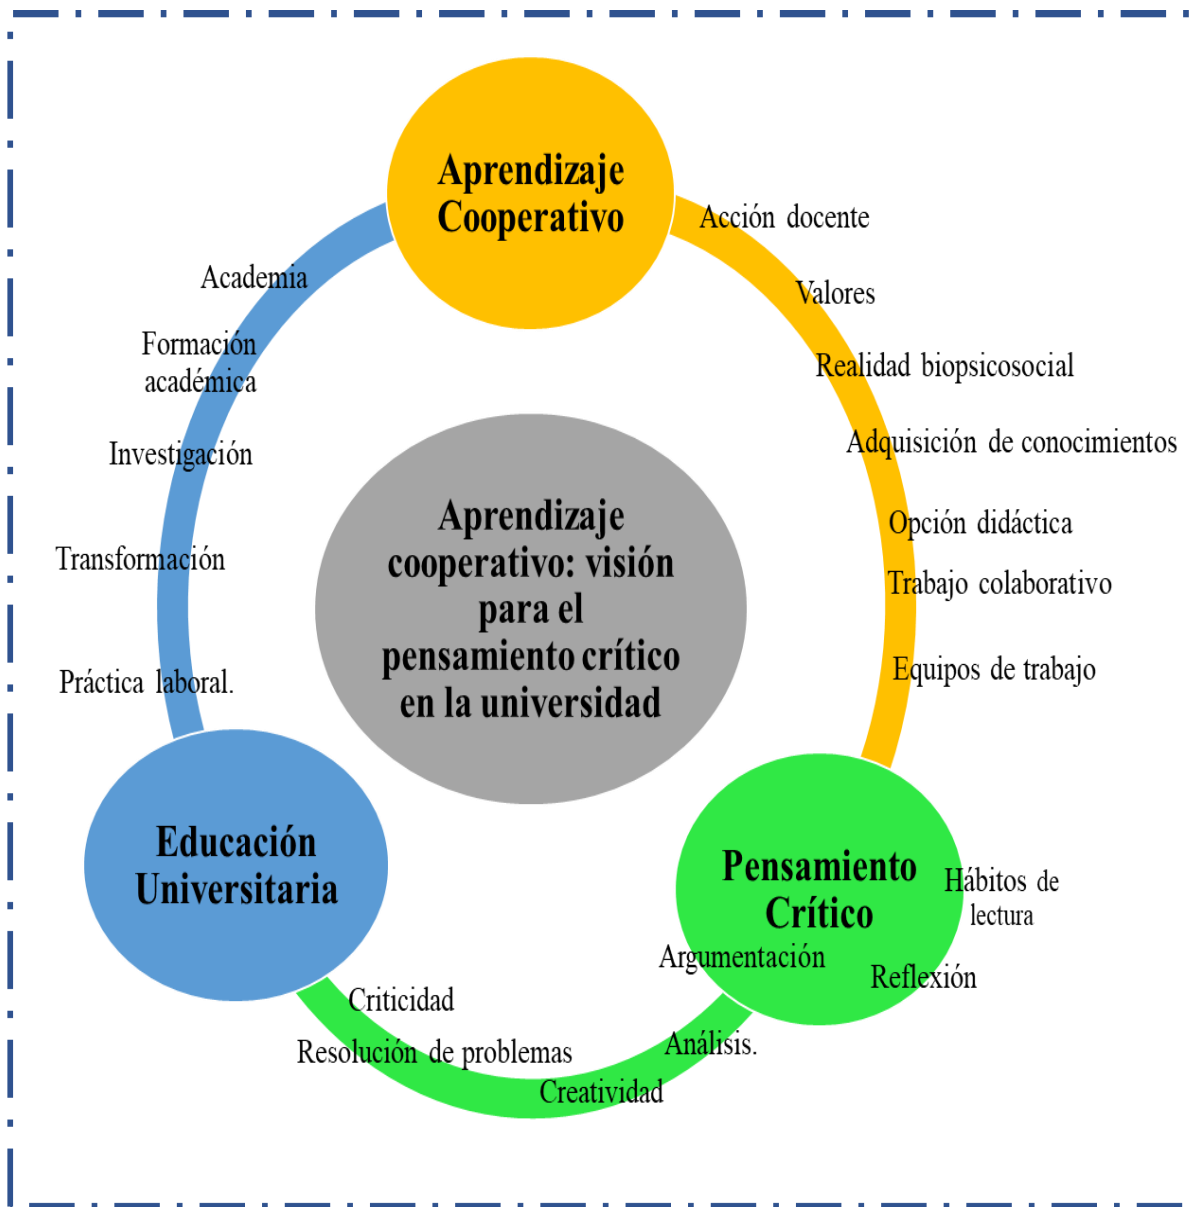 Aprendizaje
Cooperativo
Acción docente
Valores
Realidad biopsicosocial
Adquisición de conocimientos
Opción didáctica
Trabajo colaborativo
Equipos de trabajo
Academia
Formación
académica
Investigación
Transformación
Práctica laboral.
Aprendizaje
cooperativo: visión
para el
pensamiento crítico
en la universidad
Educación
Universitaria
Pensamiento
Crítico
Hábitos de
lectura
Argumentación
Reflexión
Criticidad
Análisis.
Resolución de problemas
Creatividad